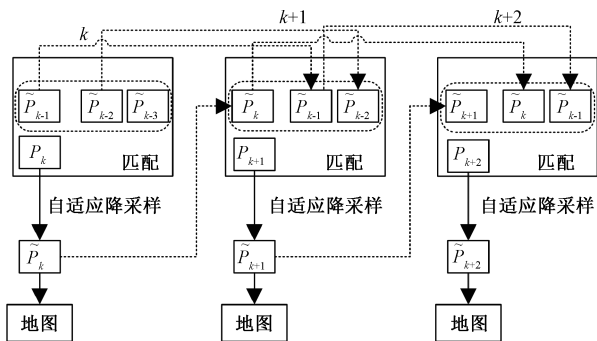 k
k+1
k+2
P̃k-1 P̃k-2 P̃k-3
P̃k P̃k-1 P̃k-2
P̃k+1 P̃k P̃k-1
Pk
匹配
Pk+1
匹配
Pk+2
匹配
自适应降采样
自适应降采样
自适应降采样
P̃k
P̃k+1
P̃k+2
地图
地图
地图